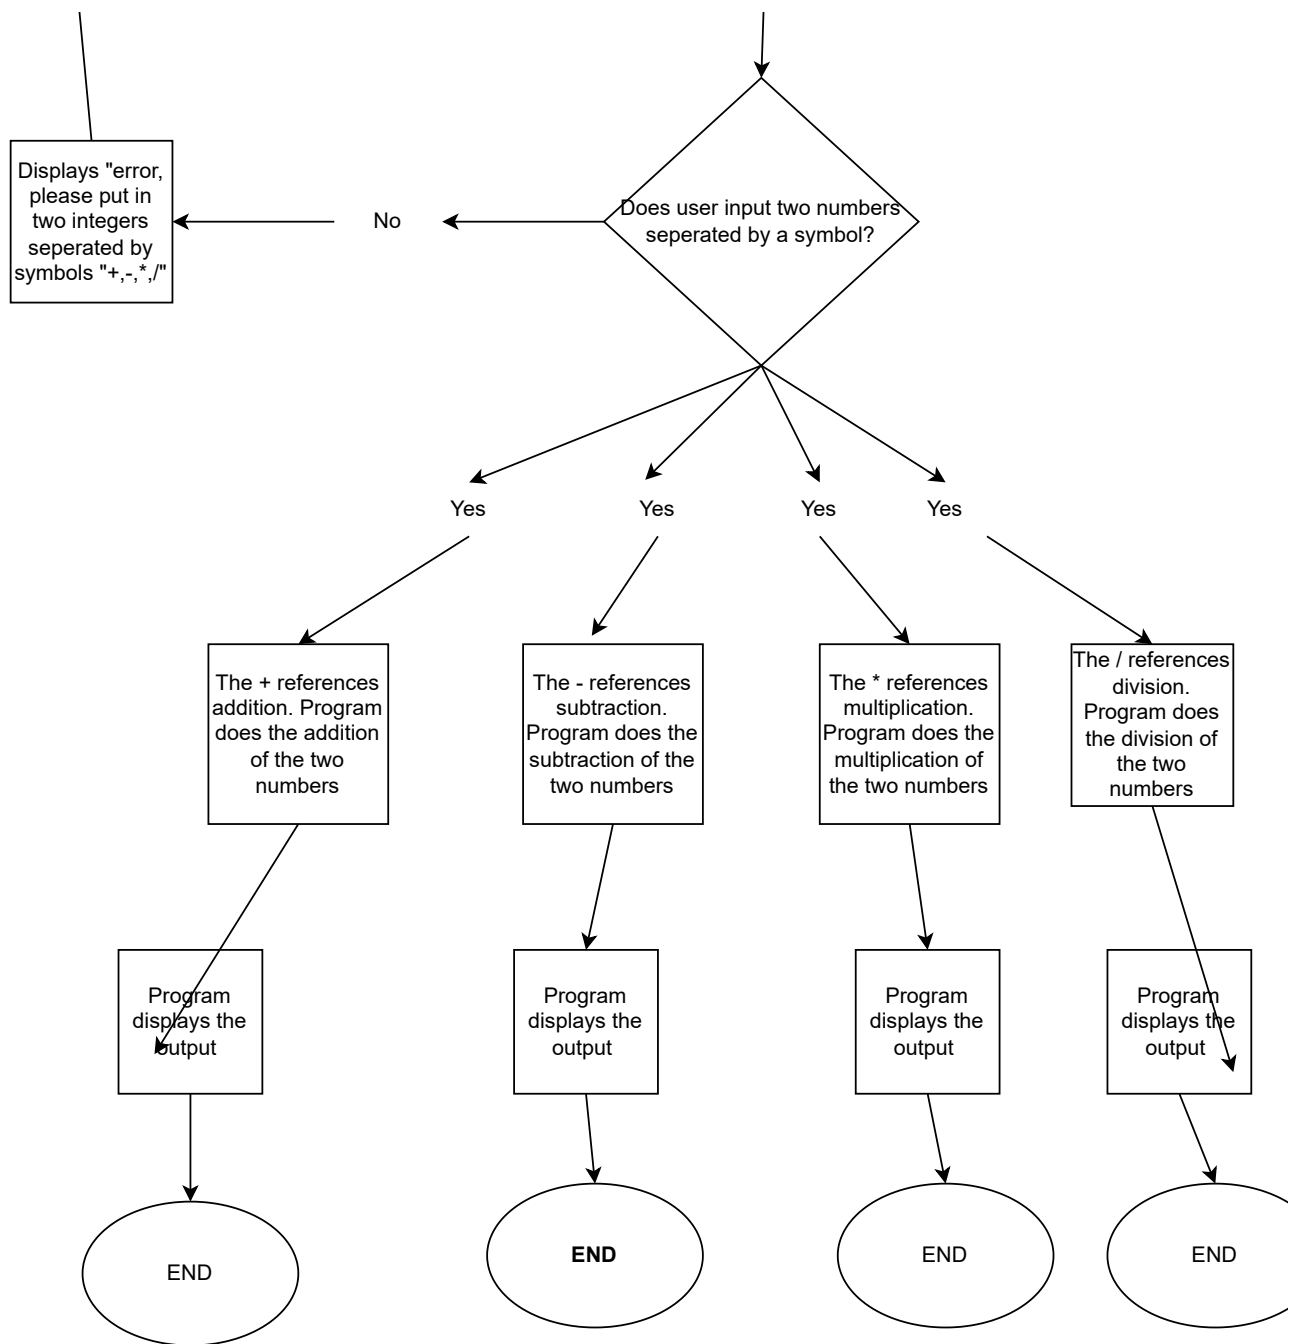 Displays "error,
please put in
two integers
seperated by
symbols "+,-,*,/"
No
Does user input two numbers
seperated by a symbol?
Yes
Yes
Yes
Yes
The + references
addition. Program
does the addition
of the two
numbers
The - references
subtraction.
Program does the
subtraction of the
two numbers
The * references
multiplication.
Program does the
multiplication of
the two numbers
The / references
division.
Program does
the division of
the two
numbers
Program
displays the
output
Program
displays the
output
Program
displays the
output
Program
displays the
output
END
END
END
END